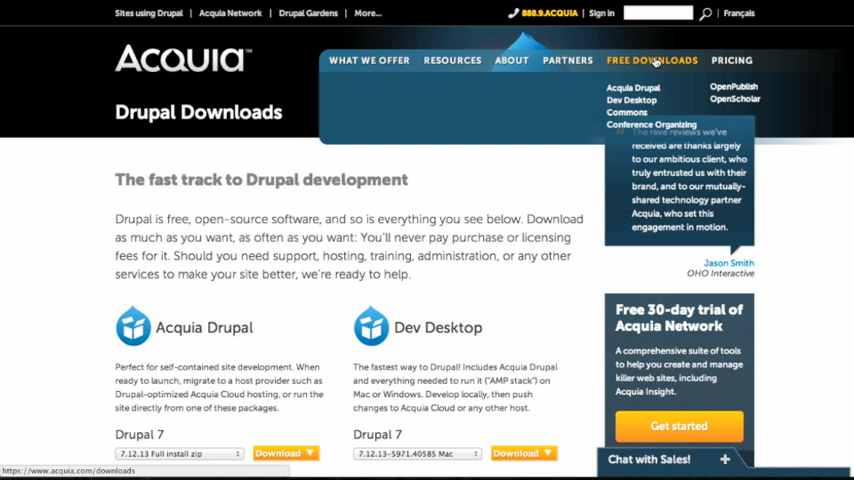 Sites using Drupal | Acquia Network | Drupal Gardens | More...
888.9.ACQUIA | Sign in
Français
ACQUIA™
WHAT WE OFFER RESOURCES ABOUT PARTNERS FREE DOWNLOADS PRICING
Acquia Drupal
Dev Desktop
Commons
Conference Organizing
OpenPublish
OpenScholar
Drupal Downloads
The rave reviews we've
received are thanks largely
to our ambitious client, who
truly entrusted us with their
brand, and to our mutually-
shared technology partner
Acquia, who set this
engagement in motion.
Jason Smith
OHO Interactive
The fast track to Drupal development
Drupal is free, open-source software, and so is everything you see below. Download
as much as you want, as often as you want: You'll never pay purchase or licensing
fees for it. Should you need support, hosting, training, administration, or any other
services to make your site better, we're ready to help.
Acquia Drupal
Perfect for self-contained site development. When
ready to launch, migrate to a host provider such as
Drupal-optimized Acquia Cloud hosting, or run the
site directly from one of these packages.
Drupal 7
7.12.13 Full install zip
Download
Dev Desktop
The fastest way to Drupal! Includes Acquia Drupal
and everything needed to run it ("AMP stack") on
Mac or Windows. Develop locally, then push
changes to Acquia Cloud or any other host.
Drupal 7
7.12.13-5971.40585 Mac
Download
Free 30-day trial of
Acquia Network
A comprehensive suite of tools
to help you create and manage
killer web sites, including
Acquia Insight.
Get started
Chat with Sales! +
https://www.acquia.com/downloads